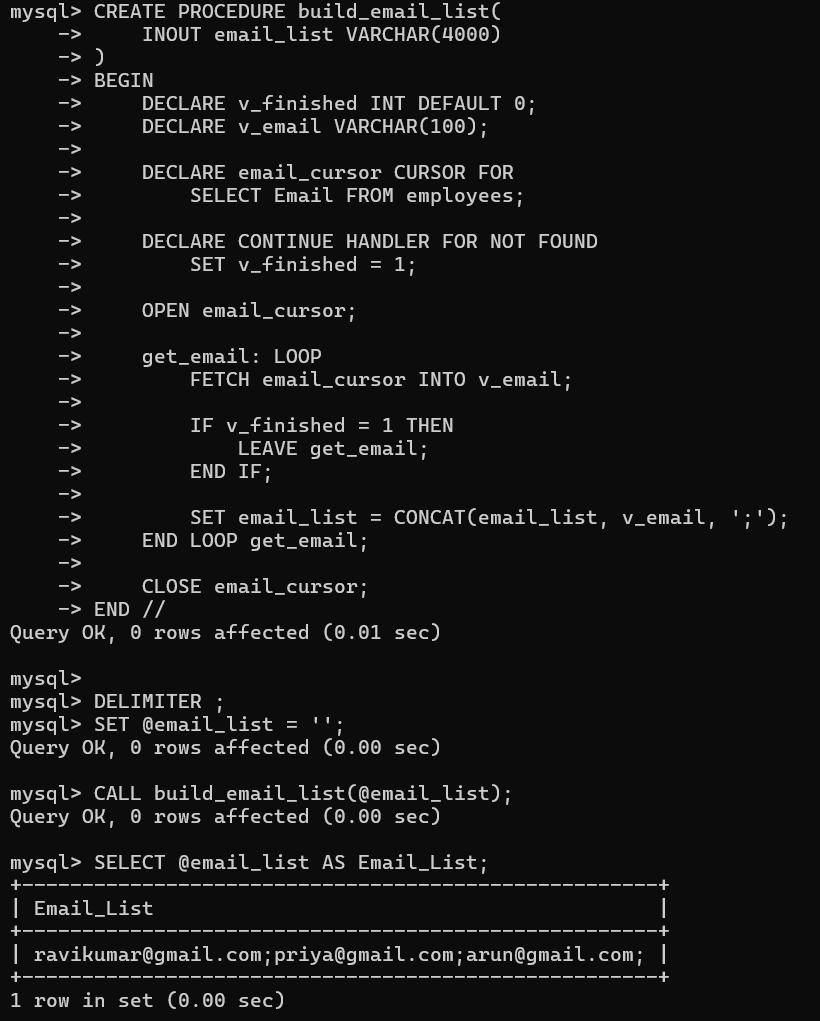 mysql> CREATE PROCEDURE build_email_list(
    ->     INOUT email_list VARCHAR(4000)
    -> )
    -> BEGIN
    ->     DECLARE v_finished INT DEFAULT 0;
    ->     DECLARE v_email VARCHAR(100);
    ->
    ->     DECLARE email_cursor CURSOR FOR
    ->         SELECT Email FROM employees;
    ->
    ->     DECLARE CONTINUE HANDLER FOR NOT FOUND
    ->         SET v_finished = 1;
    ->
    ->     OPEN email_cursor;
    ->
    ->     get_email: LOOP
    ->         FETCH email_cursor INTO v_email;
    ->
    ->         IF v_finished = 1 THEN
    ->             LEAVE get_email;
    ->         END IF;
    ->
    ->         SET email_list = CONCAT(email_list, v_email, ';');
    ->     END LOOP get_email;
    ->
    ->     CLOSE email_cursor;
    -> END //
Query OK, 0 rows affected (0.01 sec)

mysql>
mysql> DELIMITER ;
mysql> SET @email_list = '';
Query OK, 0 rows affected (0.00 sec)

mysql> CALL build_email_list(@email_list);
Query OK, 0 rows affected (0.00 sec)

mysql> SELECT @email_list AS Email_List;
+-----------------------------------------------------+
| Email_List                                          |
+-----------------------------------------------------+
| ravikumar@gmail.com;priya@gmail.com;arun@gmail.com; |
+-----------------------------------------------------+
1 row in set (0.00 sec)